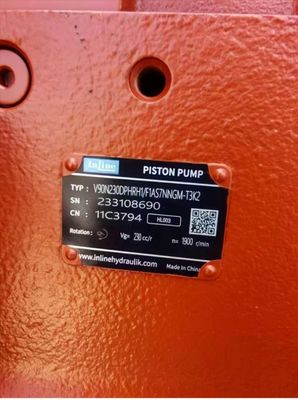 inline PISTON PUMP
TYP : V90N230DPHRH1/F1AS7NNGM-T3K2
SN : 233108690
CN : 11C3794 HL003
Rotation : Vg= 230 cc/r n= 1900 r/min
www.inlinehydraulik.com Made In China